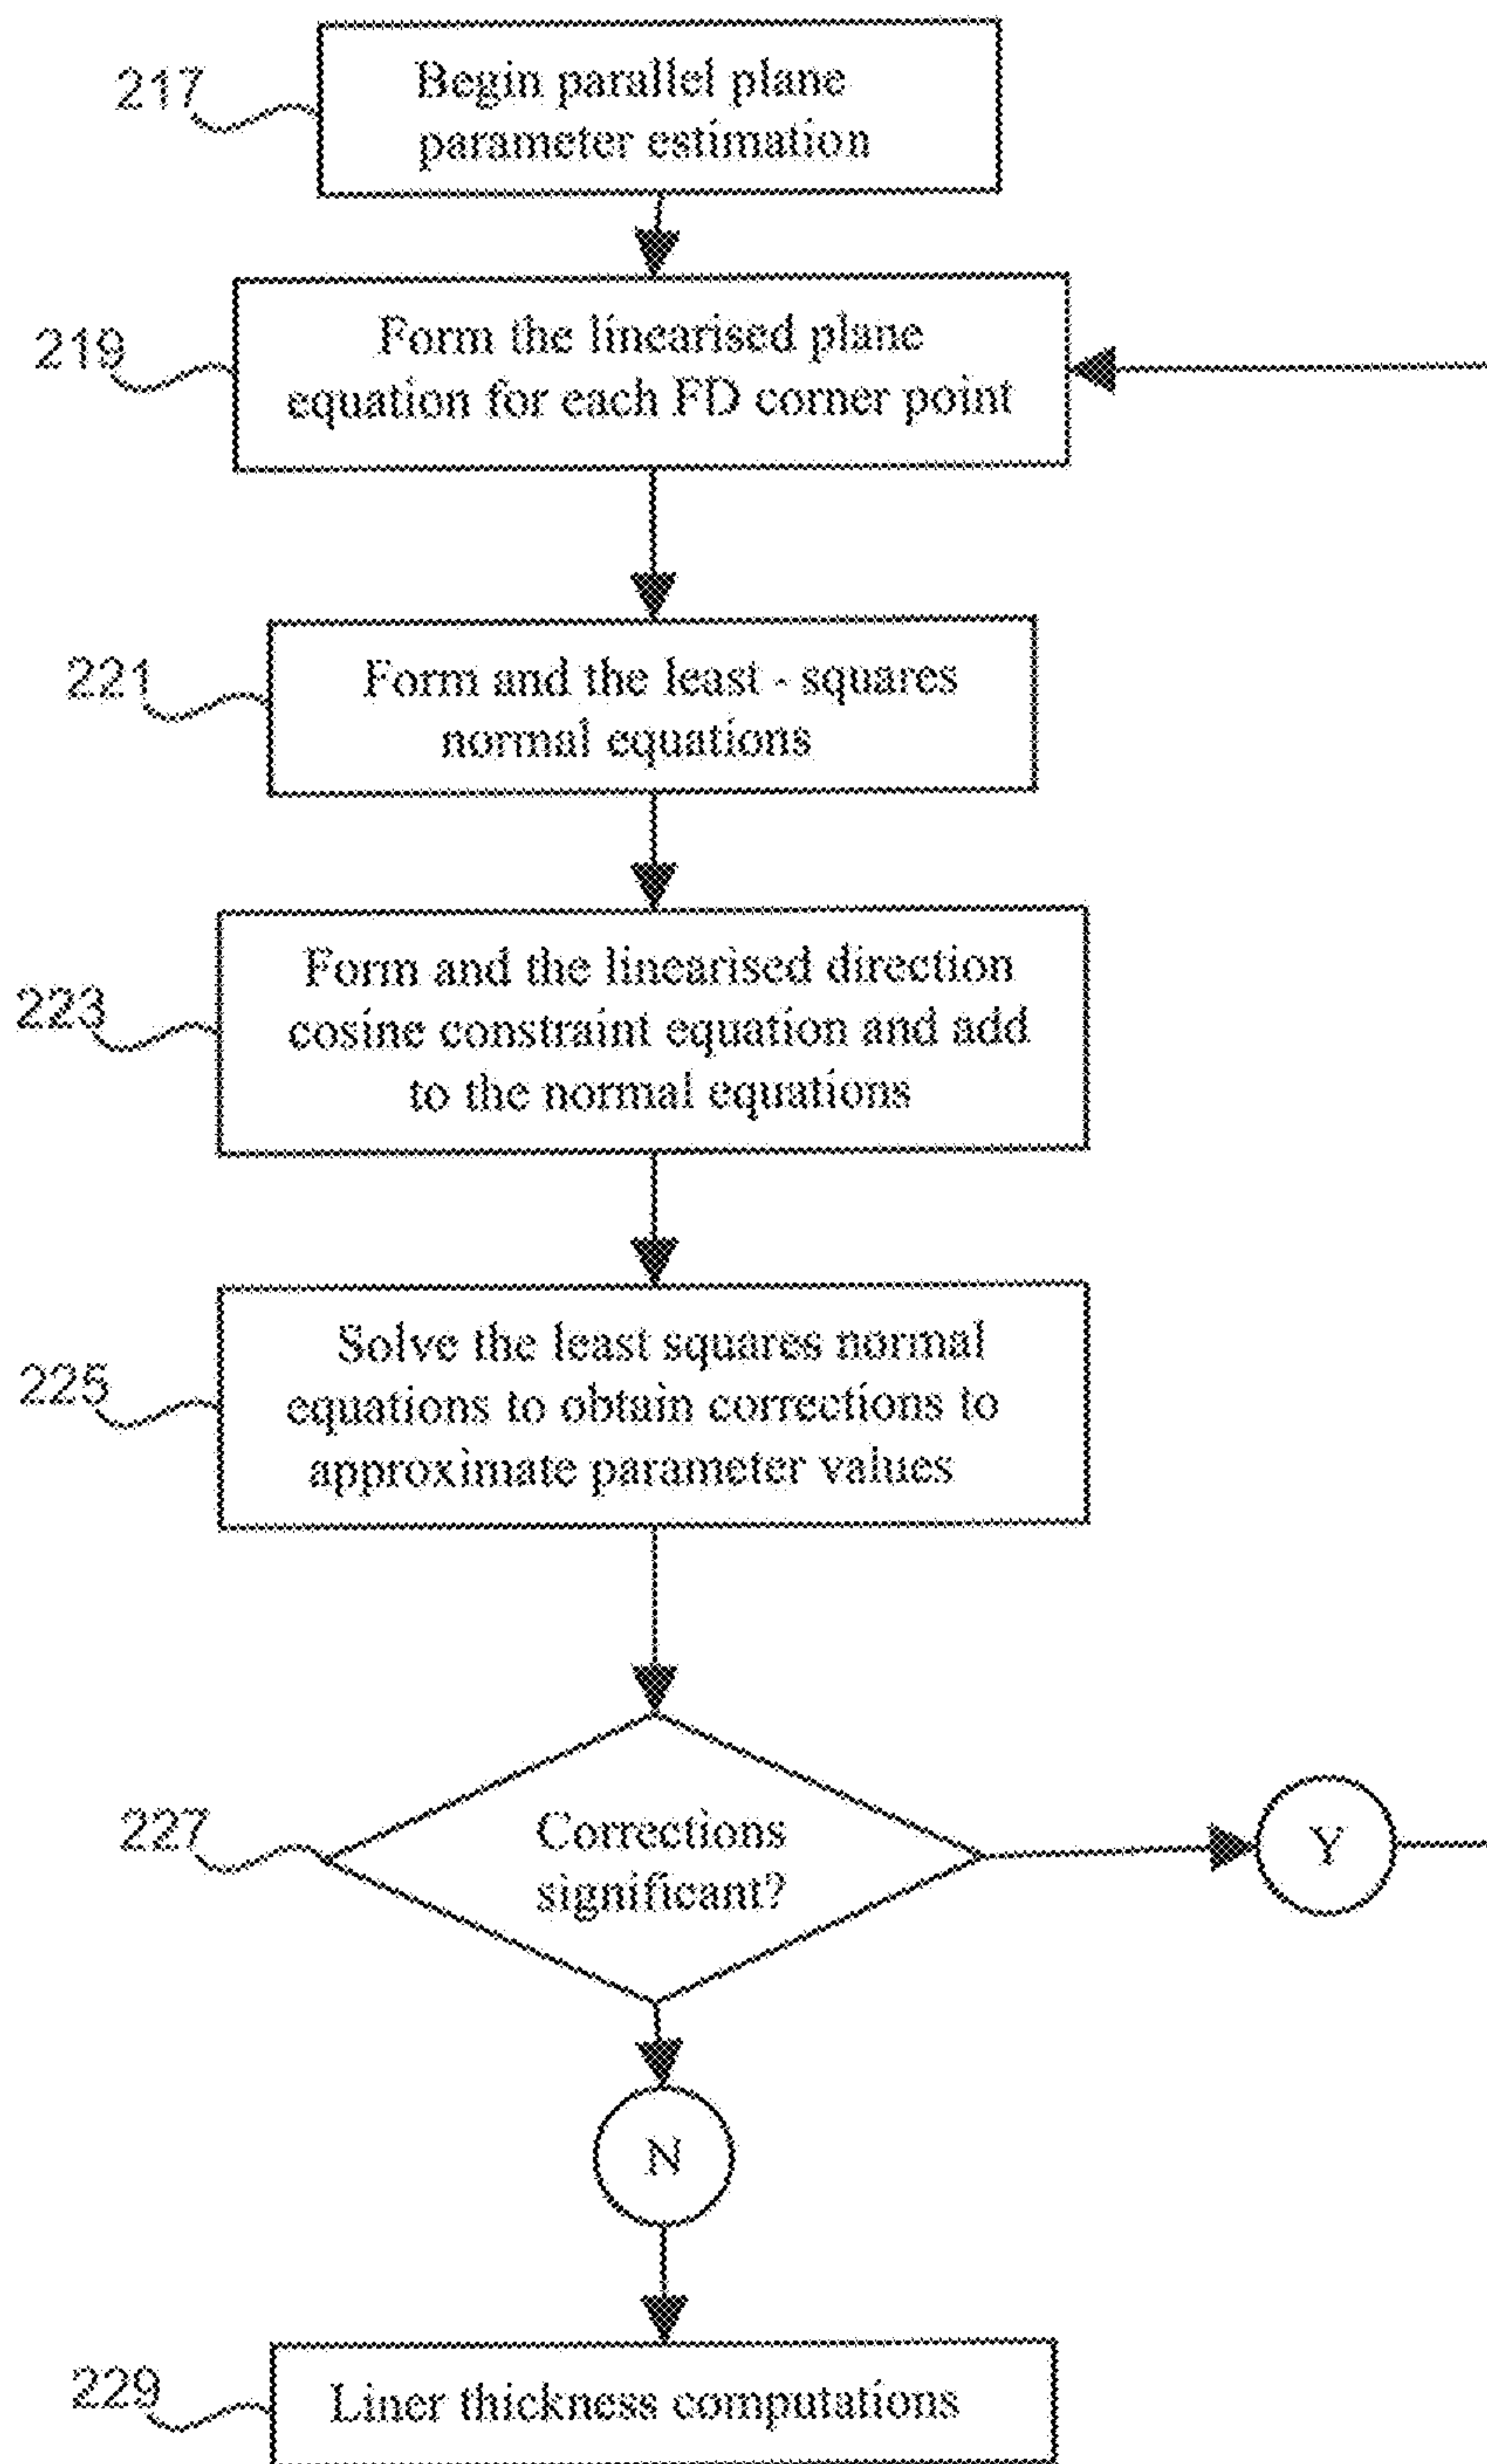 217
Begin parallel plane
parameter estimation
219
Form the linearised plane
equation for each FD corner point
221
Form and the least - squares
normal equations
223
Form and the linearised direction
cosine constraint equation and add
to the normal equations
225
Solve the least squares normal
equations to obtain corrections to
approximate parameter values
227
Corrections
significant?
Y
N
229
Liner thickness computations